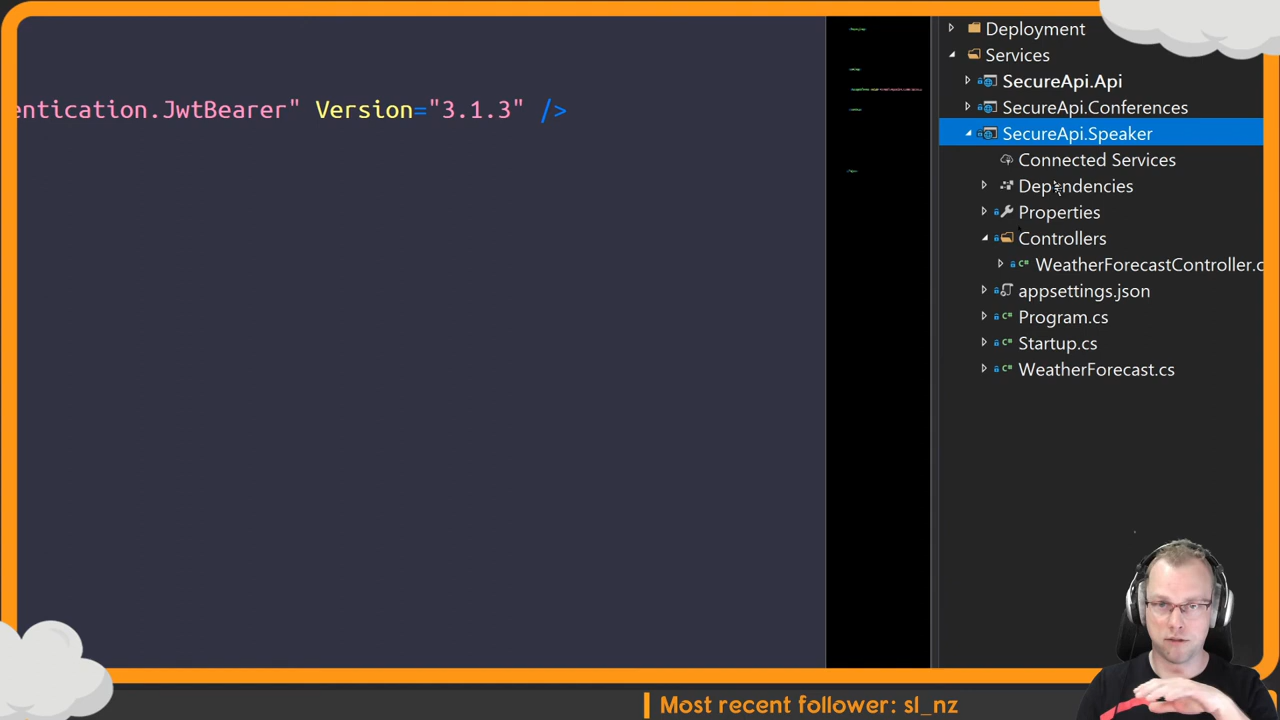 entication.JwtBearer" Version="3.1.3" />
Deployment
Services
SecureApi.Api
SecureApi.Conferences
SecureApi.Speaker
Connected Services
Dependencies
Properties
Controllers
WeatherForecastController.c
appsettings.json
Program.cs
Startup.cs
WeatherForecast.cs
Most recent follower: sl_nz